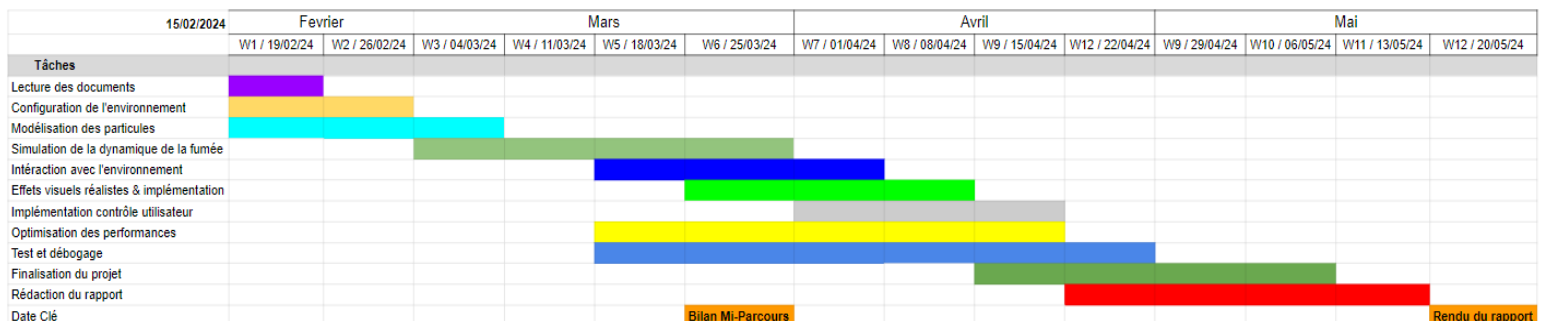 15/02/2024 Fevrier Mars Avril Mai
W1 / 19/02/24 W2 / 26/02/24 W3 / 04/03/24 W4 / 11/03/24 W5 / 18/03/24 W6 / 25/03/24 W7 / 01/04/24 W8 / 08/04/24 W9 / 15/04/24 W12 / 22/04/24 W9 / 29/04/24 W10 / 06/05/24 W11 / 13/05/24 W12 / 20/05/24
Tâches
Lecture des documents
Configuration de l'environnement
Modélisation des particules
Simulation de la dynamique de la fumée
Intéraction avec l'environnement
Effets visuels réalistes & implémentation
Implémentation contrôle utilisateur
Optimisation des performances
Test et débogage
Finalisation du projet
Rédaction du rapport
Date Clé Bilan Mi-Parcours Rendu du rapport